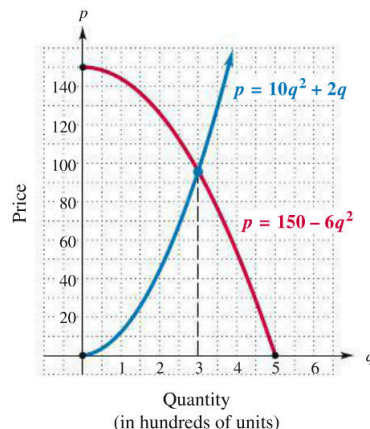 p
140
120
100
80
60
40
20
p = 10q² + 2q
p = 150 − 6q²
Price
1 2 3 4 5 6
q
Quantity
(in hundreds of units)